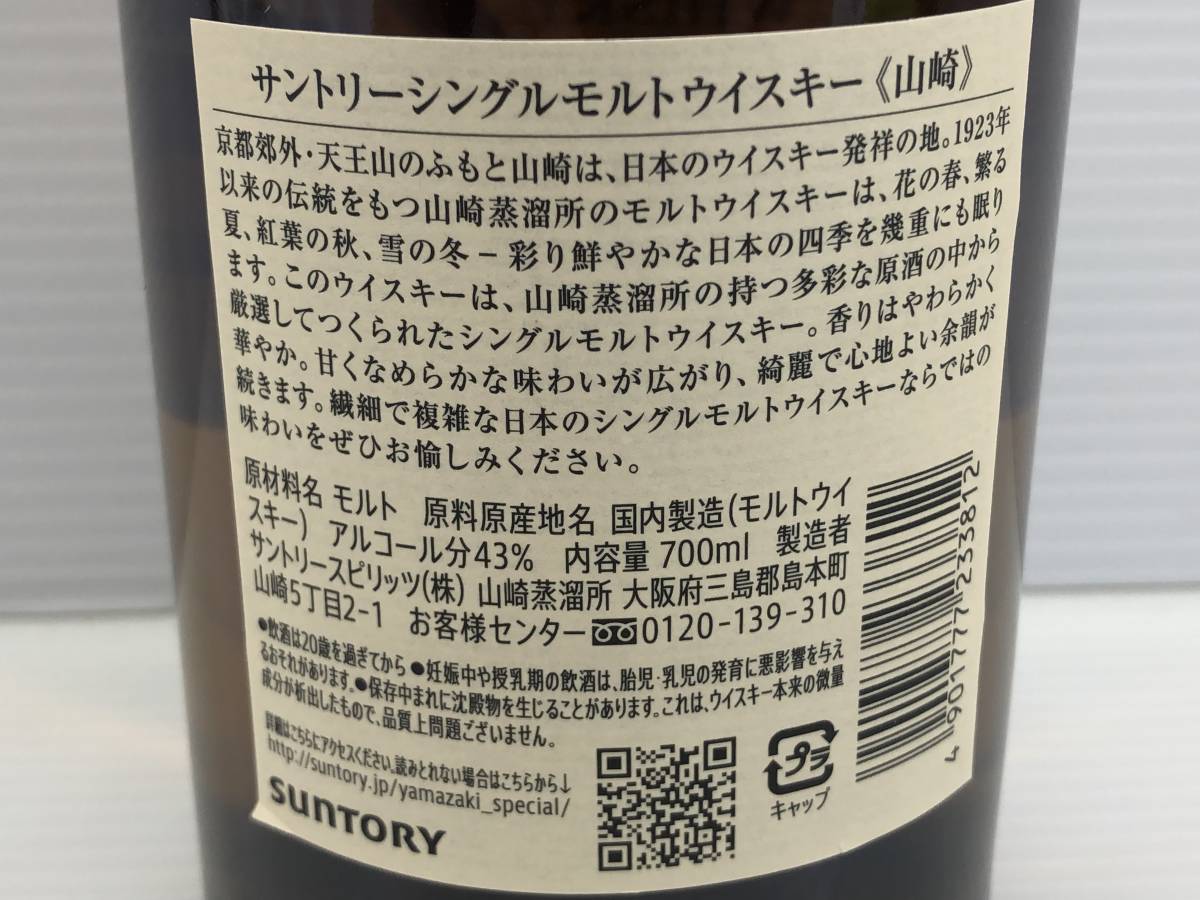 サントリーシングルモルトウイスキー《山崎》
京都郊外・天王山のふもと山崎は、日本のウイスキー発祥の地。1923年
以来の伝統をもつ山崎蒸溜所のモルトウイスキーは、花の春、繁る
夏、紅葉の秋、雪の冬－彩り鮮やかな日本の四季を幾重にも眠り
ます。このウイスキーは、山崎蒸溜所の持つ多彩な原酒の中から
厳選してつくられたシングルモルトウイスキー。香りはやわらかく
華やか。甘くなめらかな味わいが広がり、綺麗で心地よい余韻が
続きます。繊細で複雑な日本のシングルモルトウイスキーならではの
味わいをぜひお愉しみください。
原材料名 モルト 原料原産地名 国内製造(モルトウイ
スキー) アルコール分43% 内容量 700ml 製造者
サントリースピリッツ(株) 山崎蒸溜所 大阪府三島郡島本町
山崎5丁目2-1 お客様センター 0120-139-310
●飲酒は20歳を過ぎてから ●妊娠中や授乳期の飲酒は、胎児・乳児の発育に悪影響を与え
るおそれがあります。●保存中まれに沈殿物を生じることがあります。これは、ウイスキー本来の微量
成分が析出したもので、品質上問題ございません。
詳細はこちらにアクセスください。読みとれない場合はこちらから↓
http://suntory.jp/yamazaki_special/
SUNTORY
プラ
キャップ
4 901777 233812